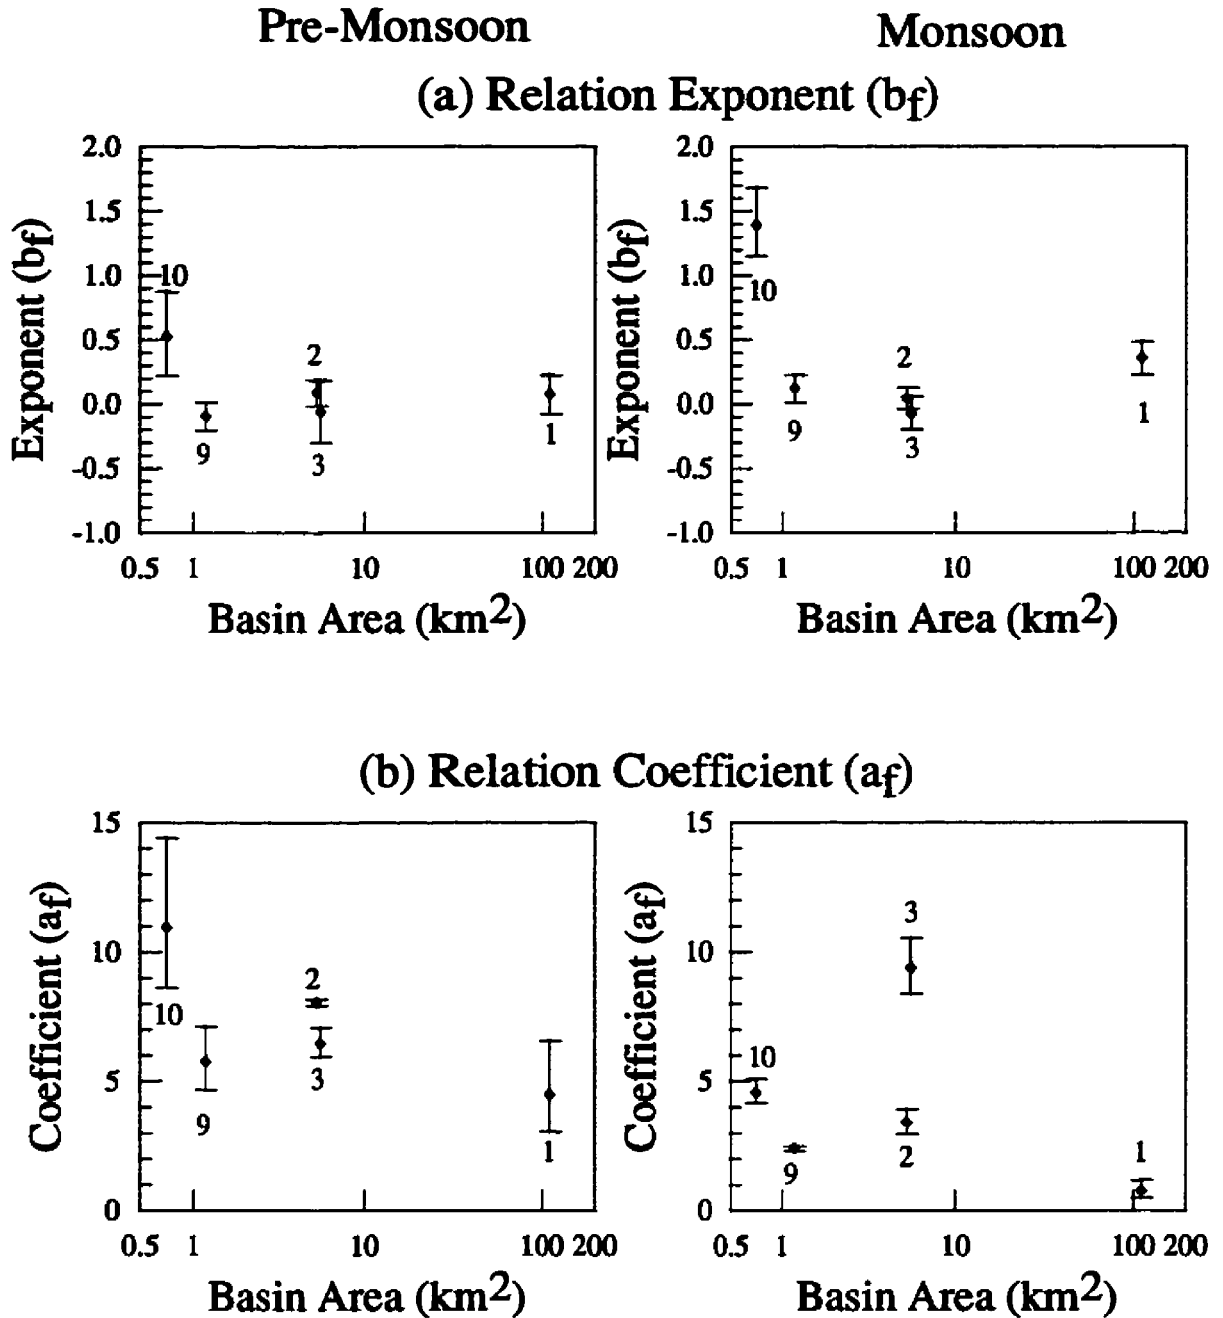 Pre-Monsoon
Monsoon
(a) Relation Exponent (bf)
Exponent (bf)
2.0
1.5
1.0
0.5
0.0
-0.5
-1.0
10
9
2
3
1
0.5 1 10 100 200
Basin Area (km2)
Exponent (bf)
2.0
1.5
1.0
0.5
0.0
-0.5
-1.0
10
9
2
3
1
0.5 1 10 100 200
Basin Area (km2)
(b) Relation Coefficient (af)
Coefficient (af)
15
10
5
0
10
9
2
3
1
0.5 1 10 100 200
Basin Area (km2)
Coefficient (af)
15
10
5
0
10
9
3
2
1
0.5 1 10 100 200
Basin Area (km2)